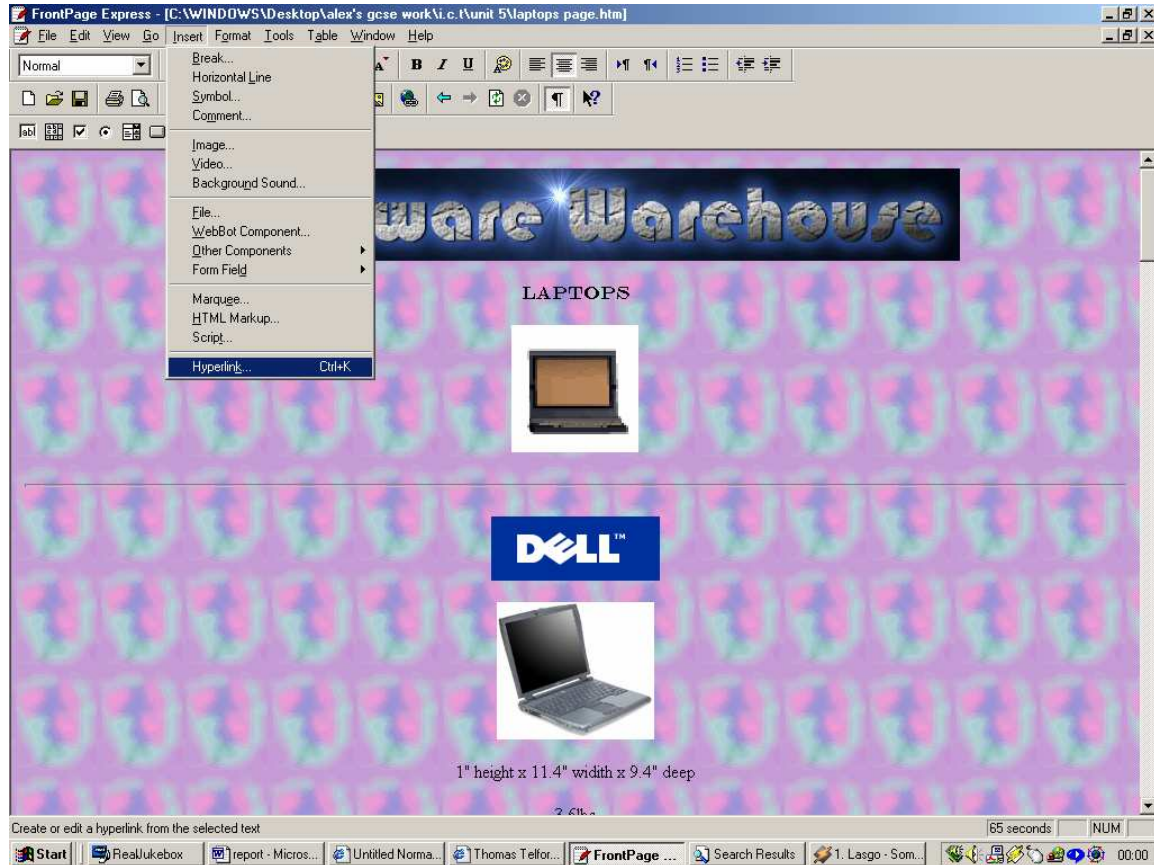 FrontPage Express - [C:\WINDOWS\Desktop\alex's gcse work\i.c.t\unit 5\laptops page.htm]
File Edit View Go Insert Format Tools Table Window Help
Normal
B I U
Break...
Horizontal Line
Symbol...
Comment...
Image...
Video...
Background Sound...
File...
WebBot Component...
Other Components
Form Field
Marquee...
HTML Markup...
Script...
Hyperlink... Ctrl+K
ware Warehouse
LAPTOPS
DELL™
1" height x 11.4" widith x 9.4" deep
3.6lbs
Create or edit a hyperlink from the selected text
65 seconds NUM
Start RealJukebox report - Micros... Untitled Norma... Thomas Telfor... FrontPage ... Search Results 1. Lasgo - Som... 00:00